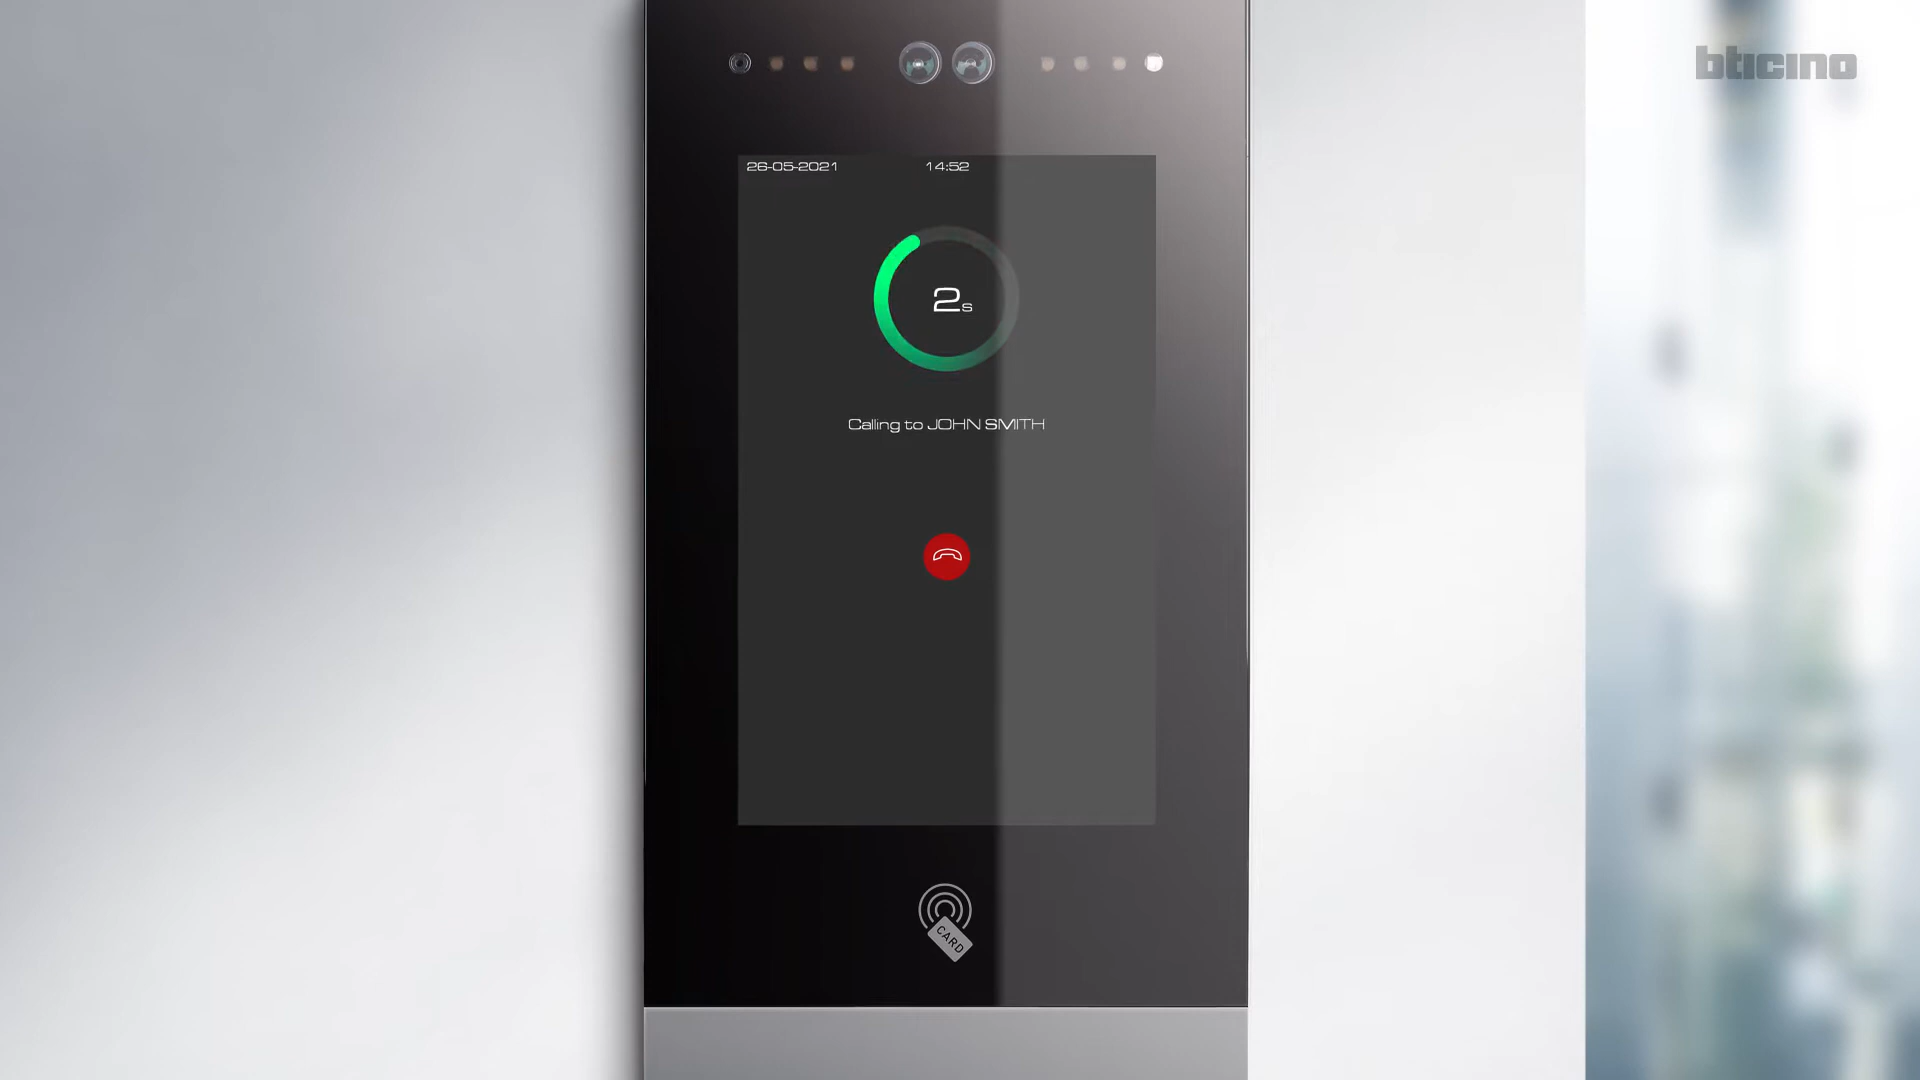 bticino
26-05-2021 14:52
2s
Calling to JOHN SMITH
CARD